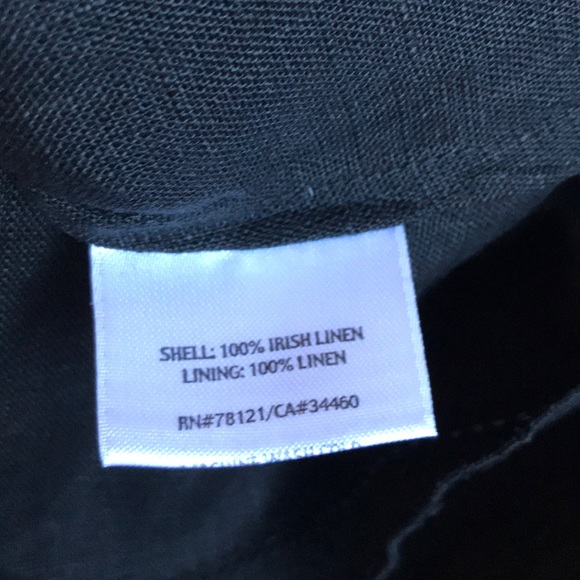 SHELL: 100% IRISH LINEN
LINING: 100% LINEN
RN#78121/CA#34460